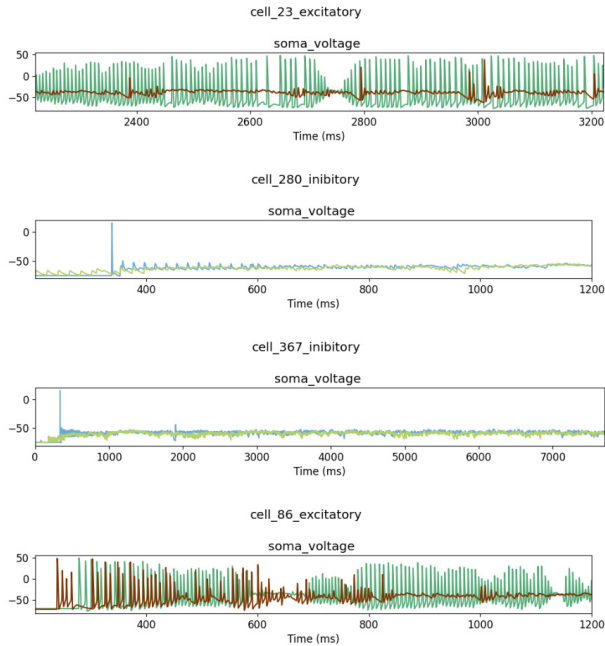 cell_23_excitatory
soma_voltage
50
0
−50
2400 2600 2800 3000 3200
Time (ms)
cell_280_inibitory
soma_voltage
0
−50
400 600 800 1000 1200
Time (ms)
cell_367_inibitory
soma_voltage
0
−50
0 1000 2000 3000 4000 5000 6000 7000
Time (ms)
cell_86_excitatory
soma_voltage
50
0
−50
400 600 800 1000 1200
Time (ms)